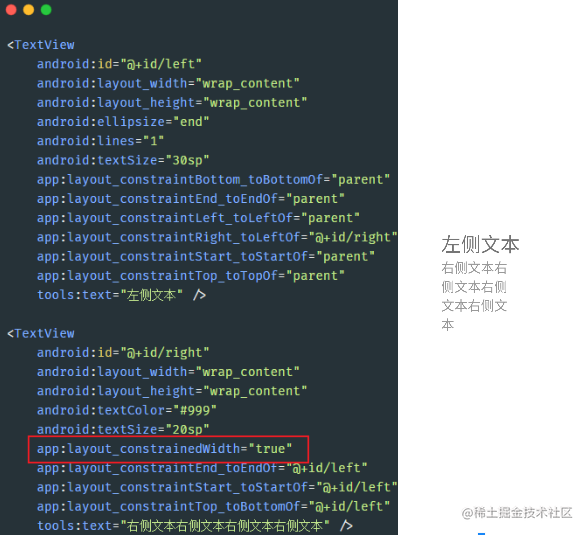 <TextView
    android:id="@+id/left"
    android:layout_width="wrap_content"
    android:layout_height="wrap_content"
    android:ellipsize="end"
    android:lines="1"
    android:textSize="30sp"
    app:layout_constraintBottom_toBottomOf="parent"
    app:layout_constraintEnd_toEndOf="parent"
    app:layout_constraintLeft_toLeftOf="parent"
    app:layout_constraintRight_toLeftOf="@+id/right"
    app:layout_constraintStart_toStartOf="parent"
    app:layout_constraintTop_toTopOf="parent"
    tools:text="左侧文本" />
<TextView
    android:id="@+id/right"
    android:layout_width="wrap_content"
    android:layout_height="wrap_content"
    android:textColor="#999"
    android:textSize="20sp"
    app:layout_constrainedWidth="true"
    app:layout_constraintEnd_toEndOf="@+id/left"
    app:layout_constraintStart_toStartOf="@+id/left"
    app:layout_constraintTop_toBottomOf="@+id/left"
    tools:text="右侧文本右侧文本右侧文本右侧文本" />
左侧文本
右侧文本右
侧文本右侧
文本右侧文
本
@稀土掘金技术社区